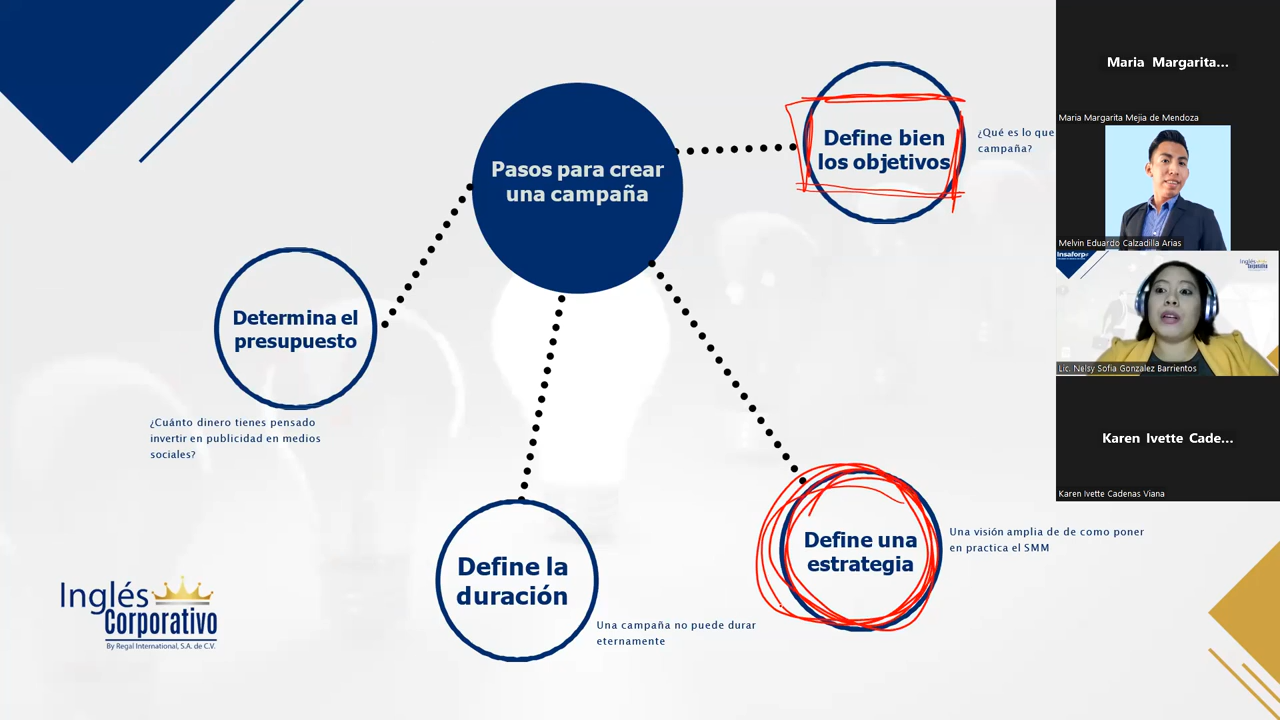 Pasos para crear
una campaña
Define bien
los objetivos
¿Qué es lo que
campaña?
Determina el
presupuesto
¿Cuánto dinero tienes pensado
invertir en publicidad en medios
sociales?
Define la
duración
Una campaña no puede durar
eternamente
Define una
estrategia
Una visión amplia de de como poner
en practica el SMM
Inglés
Corporativo
By Regal International, S.A. de C.V.
Maria Margarita...
Maria Margarita Mejia de Mendoza
Melvin Eduardo Calzadilla Arias
Insaforp
Inglés
Corporativo
Lic. Nelsy Sofia Gonzalez Barrientos
Karen Ivette Cade...
Karen Ivette Cadenas Viana